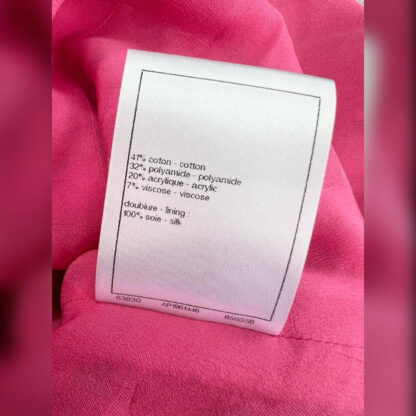 41% coton - cotton
32% polyamide - polyamide
20% acrylique - acrylic
7% viscose - viscose
doublure - lining :
100% soie - silk